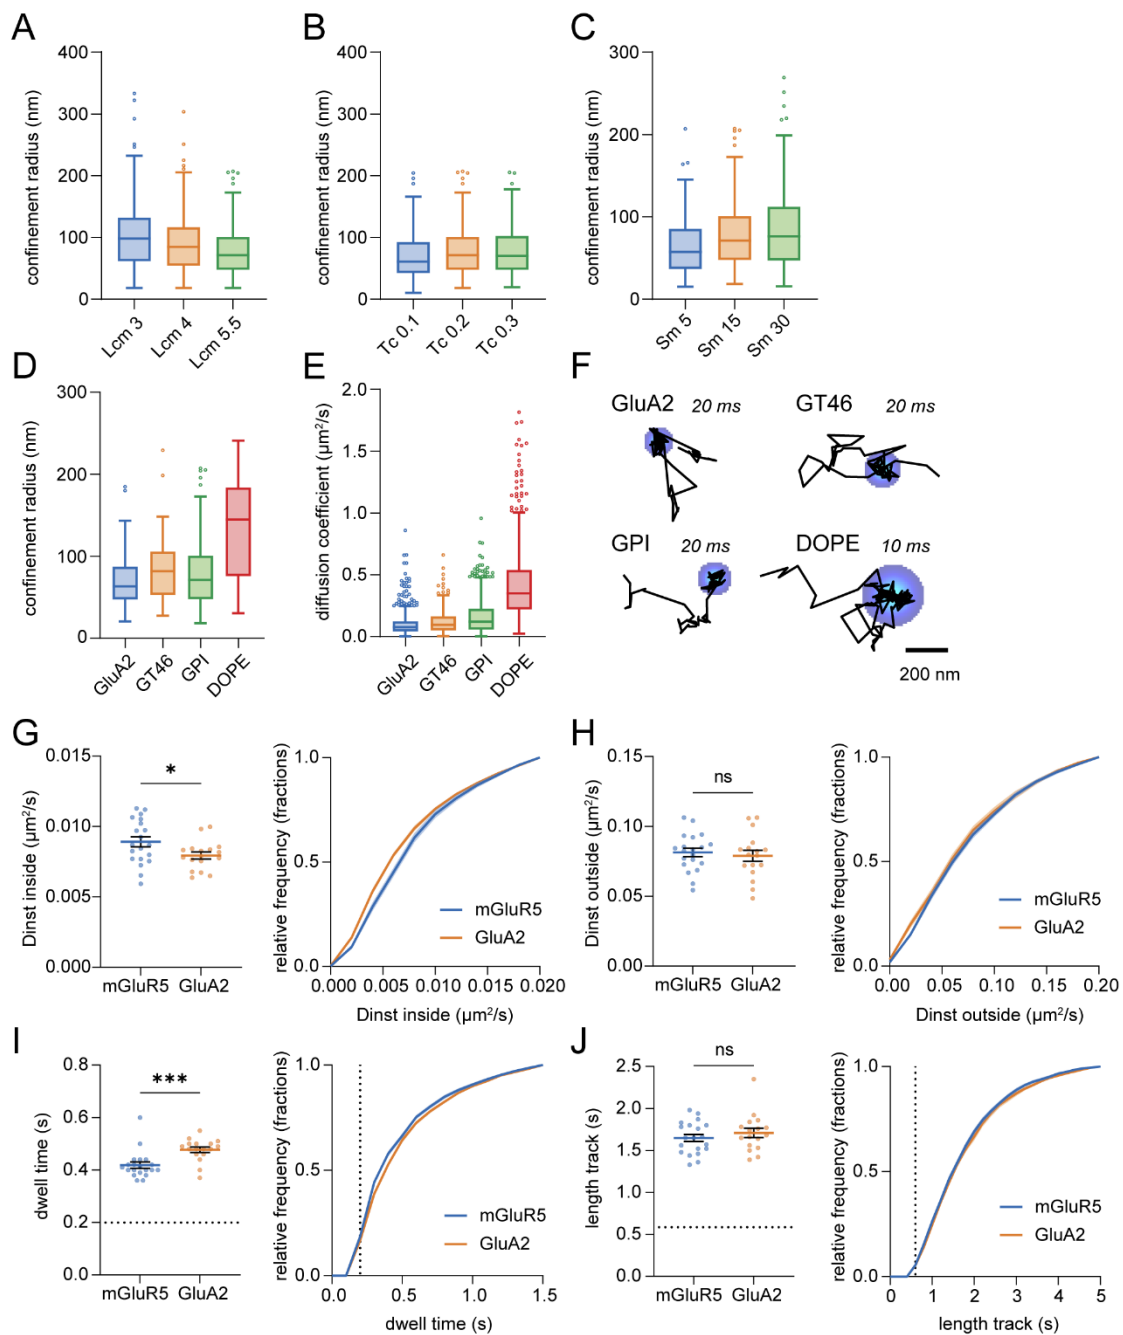 A
confinement radius (nm)
400
300
200
100
0
Lcm 3
Lcm 4
Lcm 5.5
B
confinement radius (nm)
400
300
200
100
0
Tc 0.1
Tc 0.2
Tc 0.3
C
confinement radius (nm)
300
200
100
0
Sm 5
Sm 15
Sm 30
D
confinement radius (nm)
300
200
100
0
GluA2
GT46
GPI
DOPE
E
diffusion coefficient (µm²/s)
2.0
1.5
1.0
0.5
0.0
GluA2
GT46
GPI
DOPE
F
GluA2 20 ms
GT46 20 ms
GPI 20 ms
DOPE 10 ms
200 nm
G
Dinst inside (µm²/s)
0.015
0.010
0.005
0.000
*
mGluR5
GluA2
relative frequency (fractions)
1.0
0.5
0.0
mGluR5
GluA2
0.000
0.005
0.010
0.015
0.020
Dinst inside (µm²/s)
H
Dinst outside (µm²/s)
0.15
0.10
0.05
0.00
ns
mGluR5
GluA2
relative frequency (fractions)
1.0
0.5
0.0
mGluR5
GluA2
0.00
0.05
0.10
0.15
0.20
Dinst outside (µm²/s)
I
dwell time (s)
0.8
0.6
0.4
0.2
0.0
***
mGluR5
GluA2
relative frequency (fractions)
1.0
0.5
0.0
mGluR5
GluA2
0.0
0.5
1.0
1.5
dwell time (s)
J
length track (s)
2.5
2.0
1.5
1.0
0.5
0.0
ns
mGluR5
GluA2
relative frequency (fractions)
1.0
0.5
0.0
mGluR5
GluA2
0
1
2
3
4
5
length track (s)